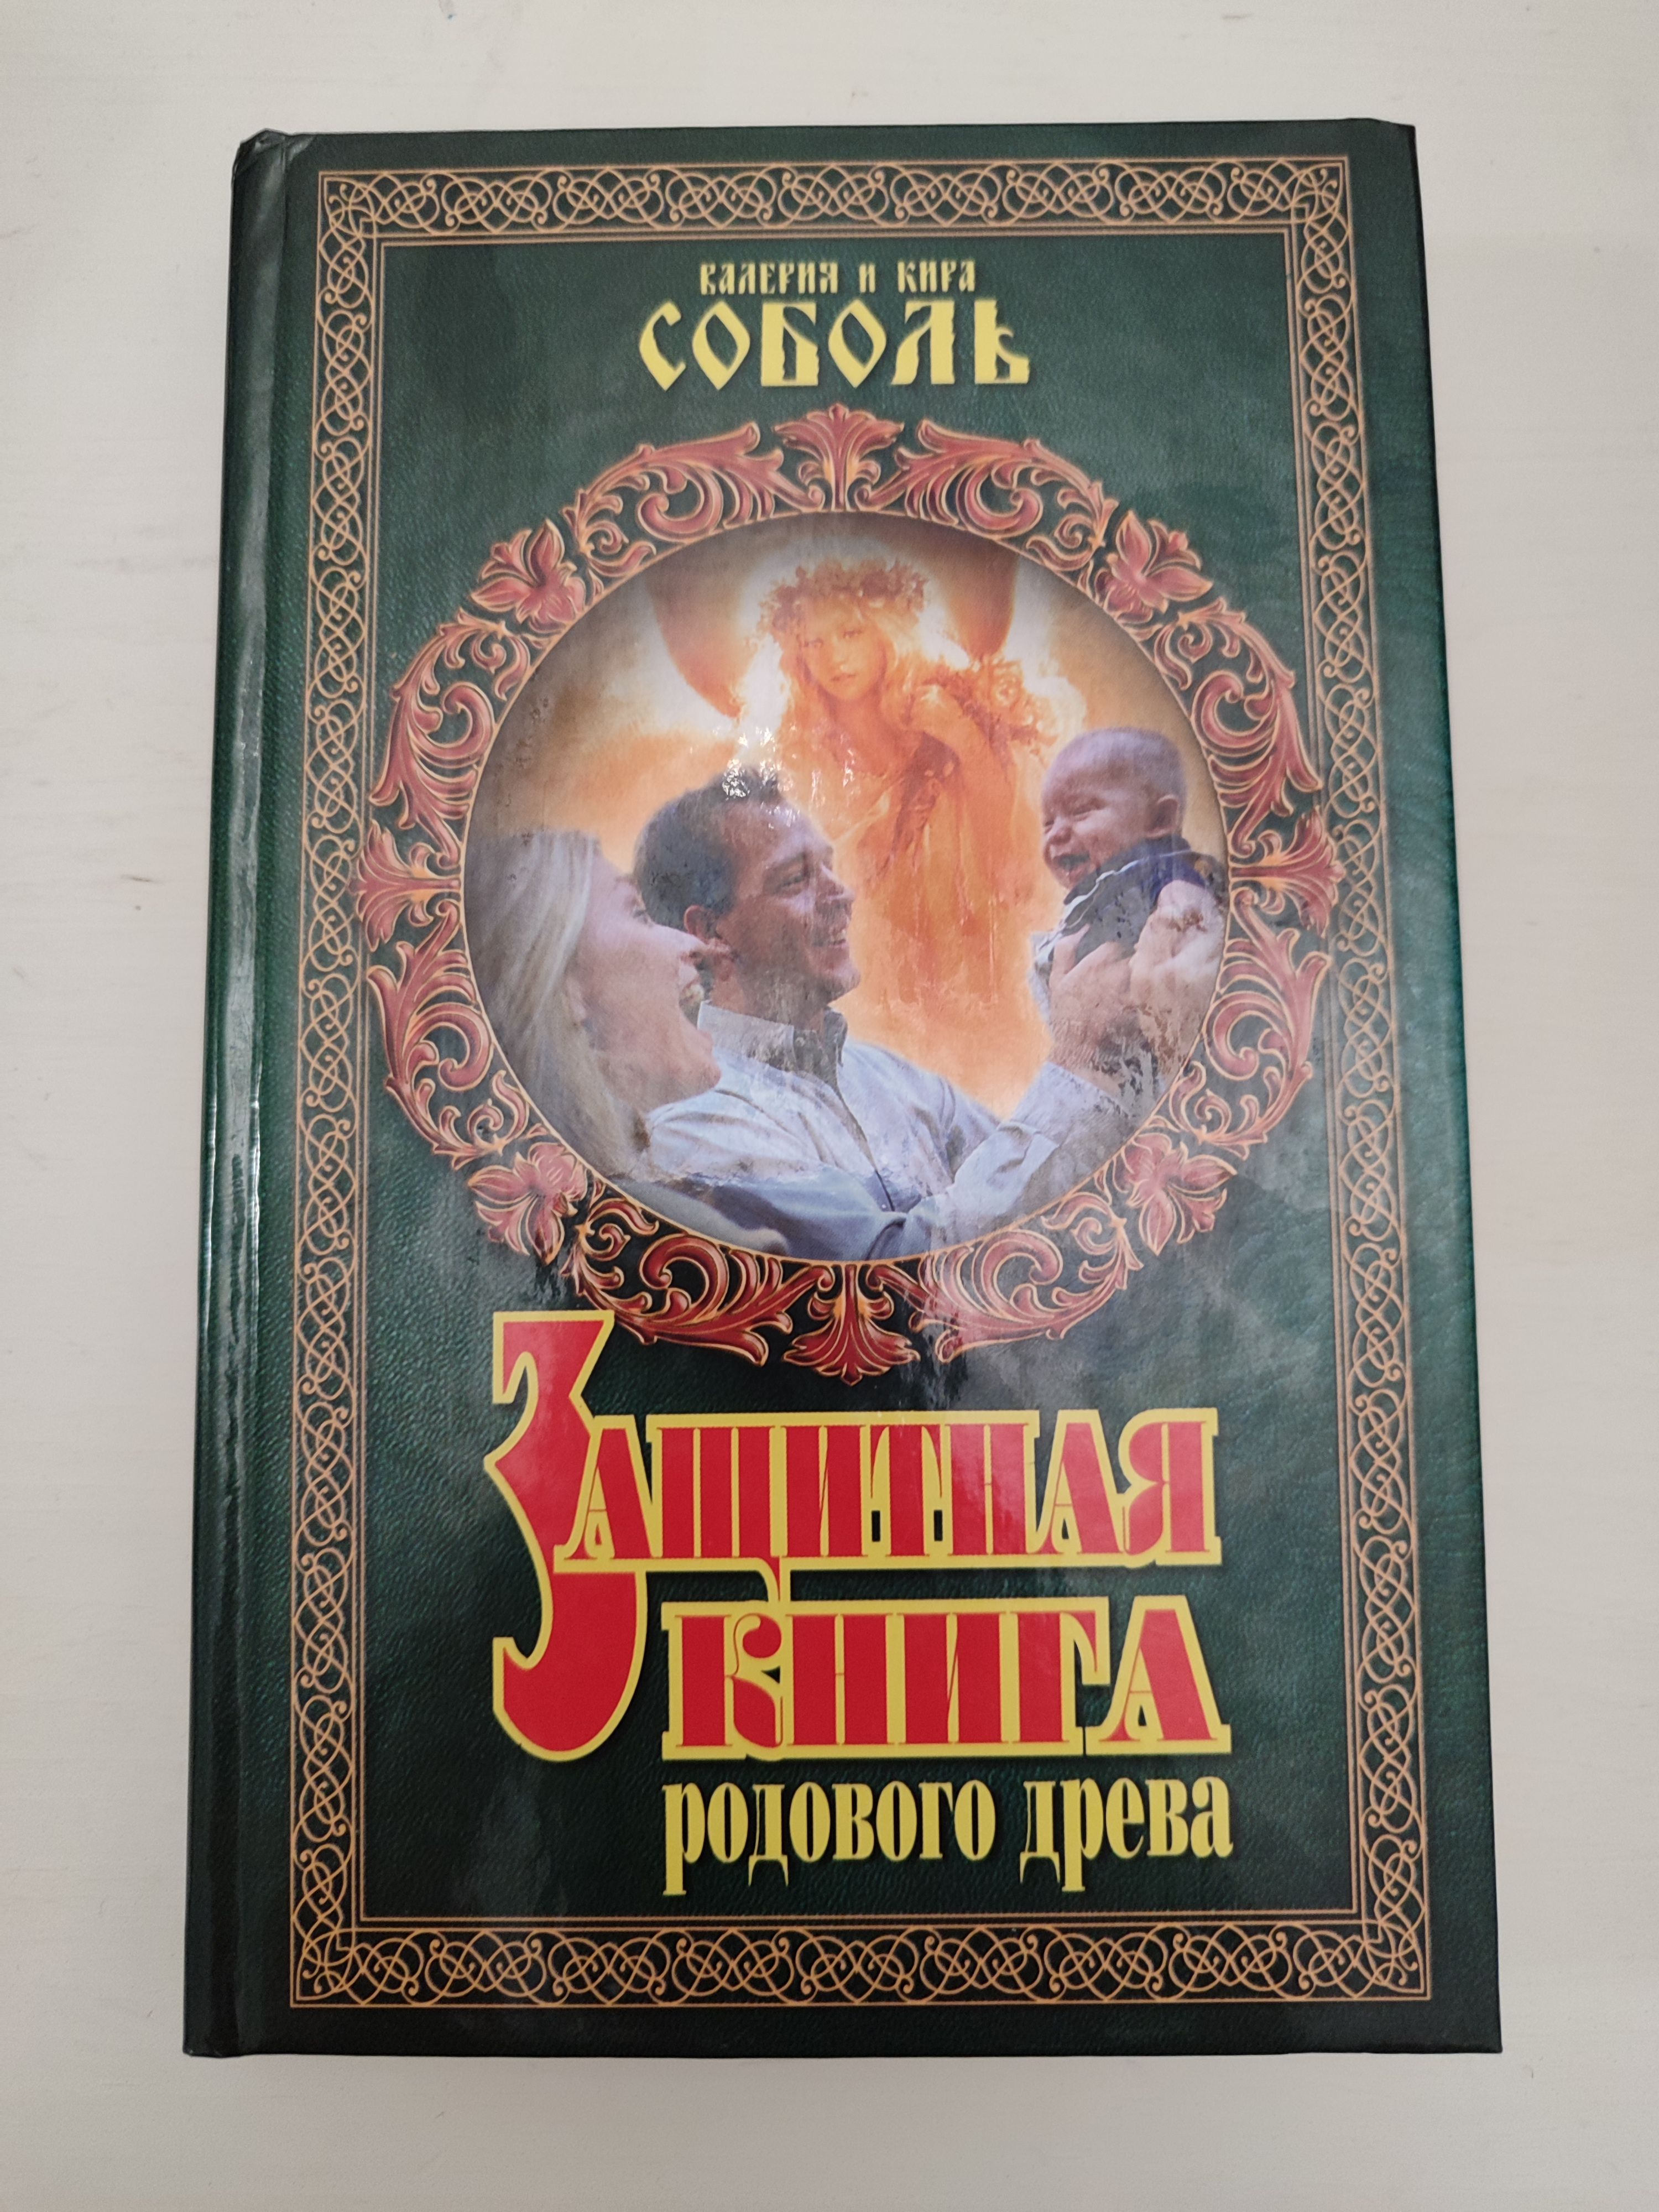 ВАЛЕРИЯ И КИРА
СОБОЛЬ
ЗАЩИТНАЯ
КНИГА
родового древа